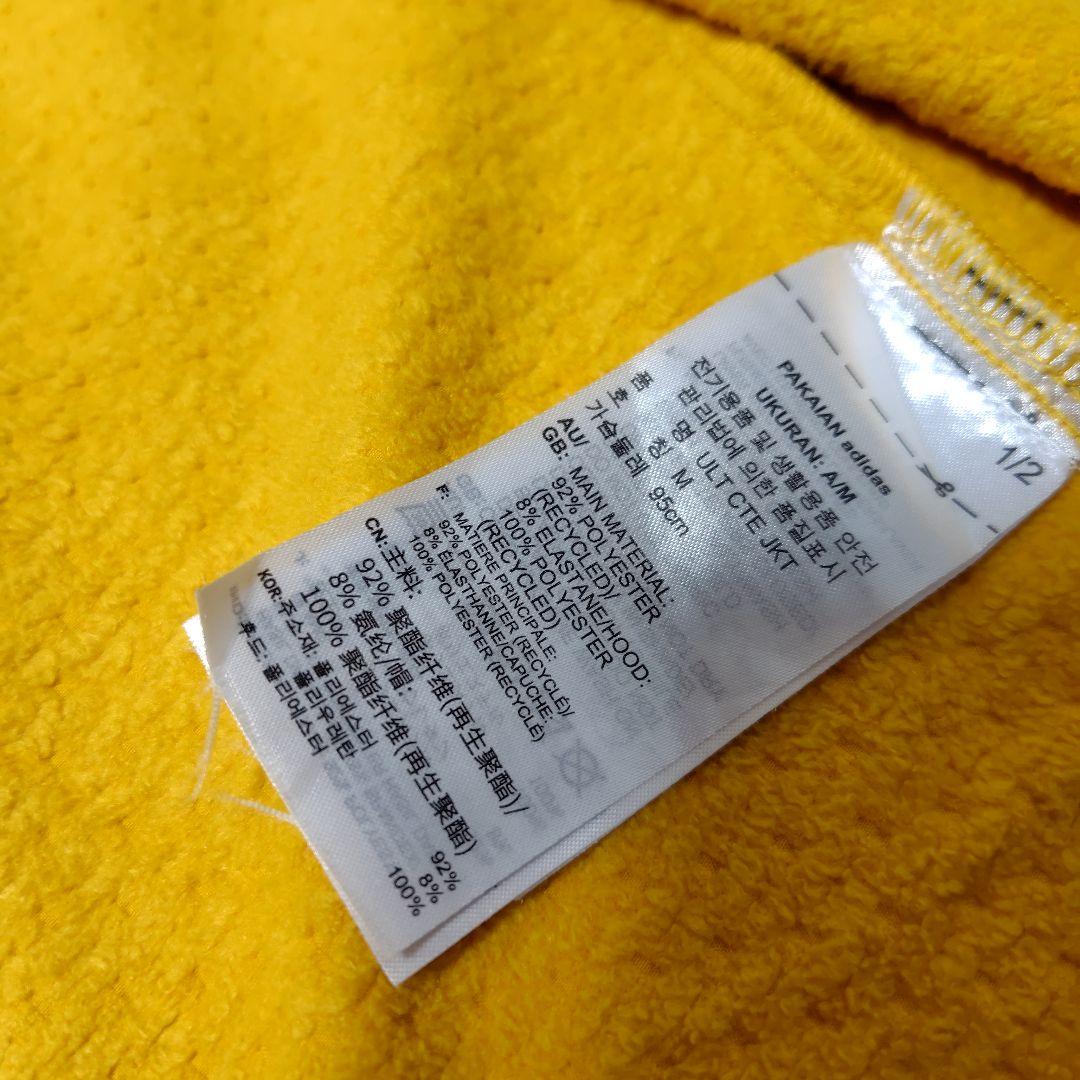 1/2
PAKAIAN adidas
UKURAN: A/M
전기용품 및 생활용품 안전
관리법에 의한 품질표시
품 명 ULT CTE JKT
호 칭 M
가슴둘레 95cm
AU/
GB: MAIN MATERIAL:
92% POLYESTER
(RECYCLED)/
8% ELASTANE/HOOD:
100% POLYESTER
(RECYCLED)
F: MATIERE PRINCIPALE:
92% POLYESTER (RECYCLÉ)/
8% ÉLASTHANNE/CAPUCHE:
100% POLYESTER (RECYCLÉ)
CN: 主料:
92% 聚酯纤维(再生聚酯)/
8% 氨纶/帽:
100% 聚酯纤维(再生聚酯)
KOR: 주소재: 폴리에스터 92%
폴리우레탄 8%
후드: 폴리에스터 100%